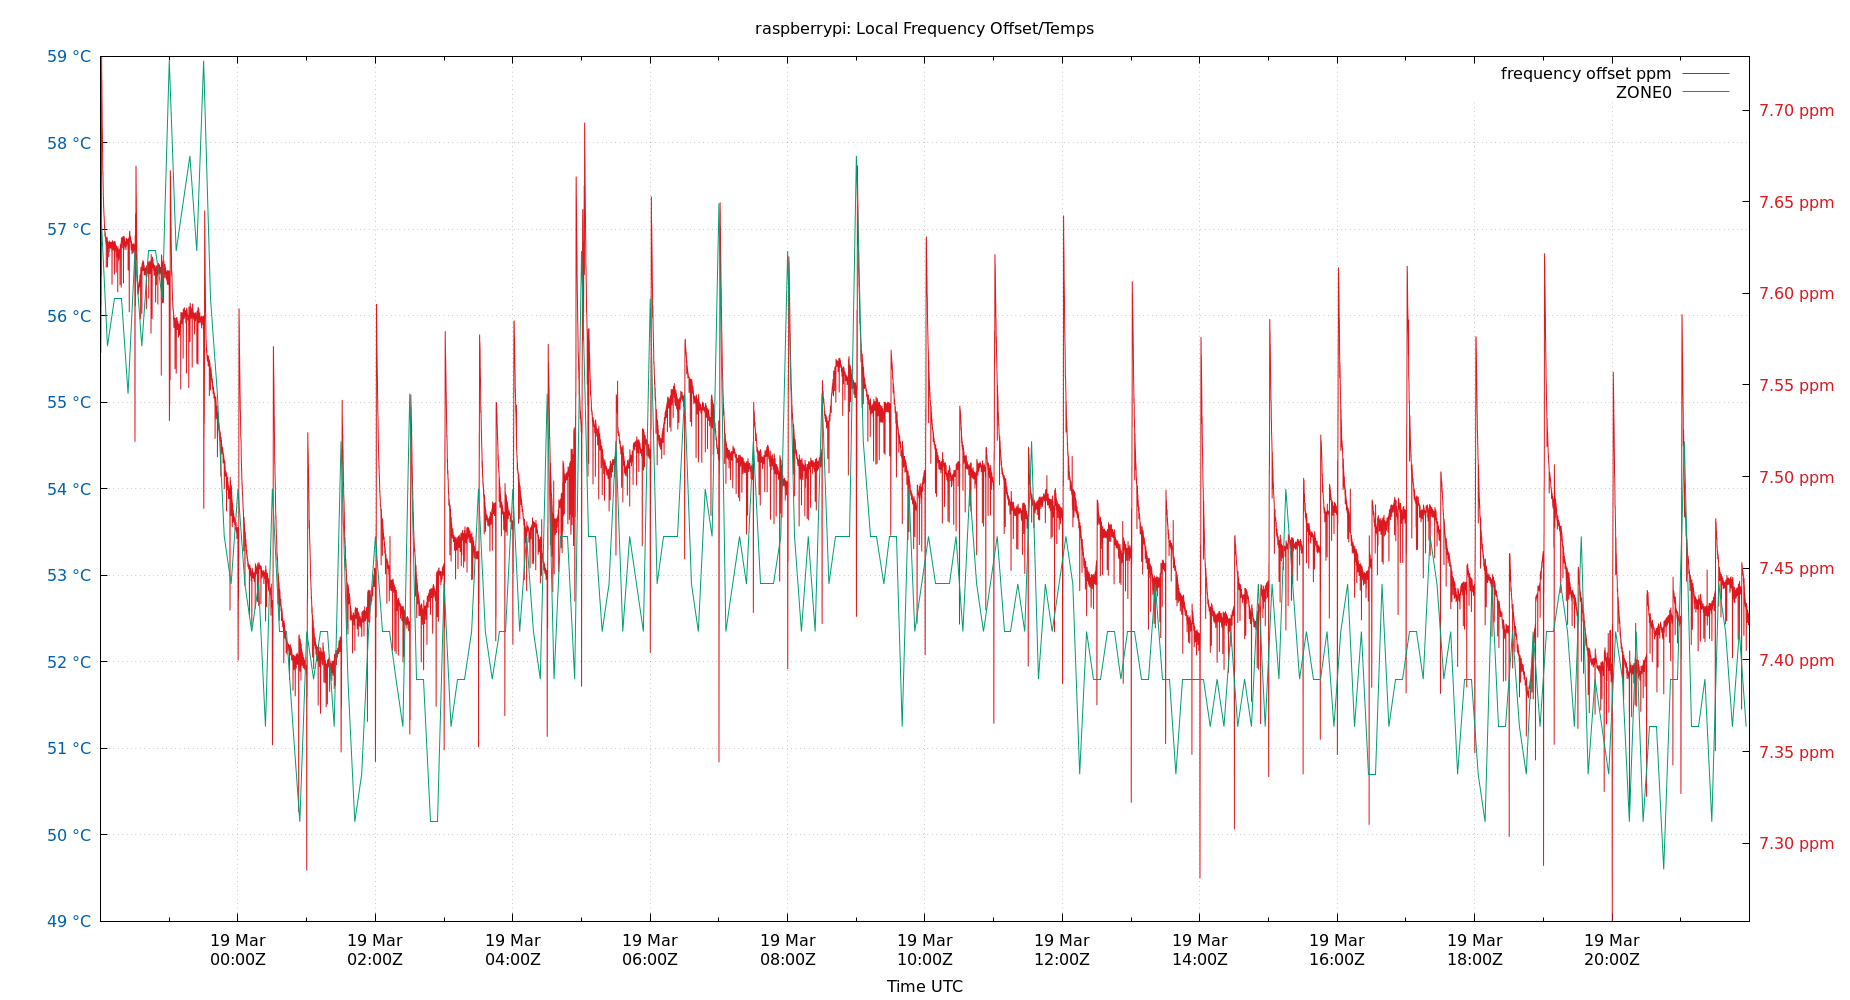 raspberrypi: Local Frequency Offset/Temps
frequency offset ppm
ZONE0
59 °C
58 °C
57 °C
56 °C
55 °C
54 °C
53 °C
52 °C
51 °C
50 °C
49 °C
7.70 ppm
7.65 ppm
7.60 ppm
7.55 ppm
7.50 ppm
7.45 ppm
7.40 ppm
7.35 ppm
7.30 ppm
19 Mar 19 Mar 19 Mar 19 Mar 19 Mar 19 Mar 19 Mar 19 Mar 19 Mar 19 Mar 19 Mar
00:00Z 02:00Z 04:00Z 06:00Z 08:00Z 10:00Z 12:00Z 14:00Z 16:00Z 18:00Z 20:00Z
Time UTC